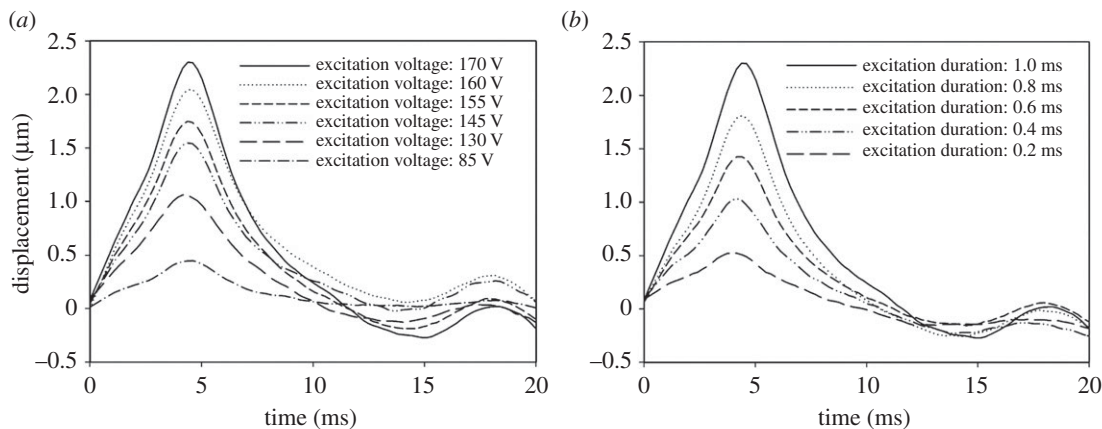 (a)
2.5
2.0
1.5
1.0
0.5
0
–0.5
displacement (µm)
excitation voltage: 170 V
excitation voltage: 160 V
excitation voltage: 155 V
excitation voltage: 145 V
excitation voltage: 130 V
excitation voltage: 85 V
0 5 10 15 20
time (ms)
(b)
2.5
2.0
1.5
1.0
0.5
0
–0.5
excitation duration: 1.0 ms
excitation duration: 0.8 ms
excitation duration: 0.6 ms
excitation duration: 0.4 ms
excitation duration: 0.2 ms
0 5 10 15 20
time (ms)